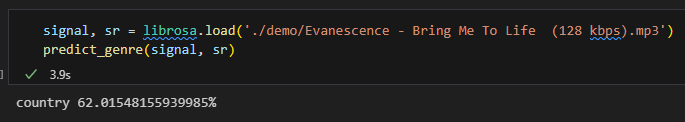 signal, sr = librosa.load('./demo/Evanescence - Bring Me To Life  (128 kbps).mp3')
predict_genre(signal, sr)
] ✓ 3.9s
country 62.01548155939985%